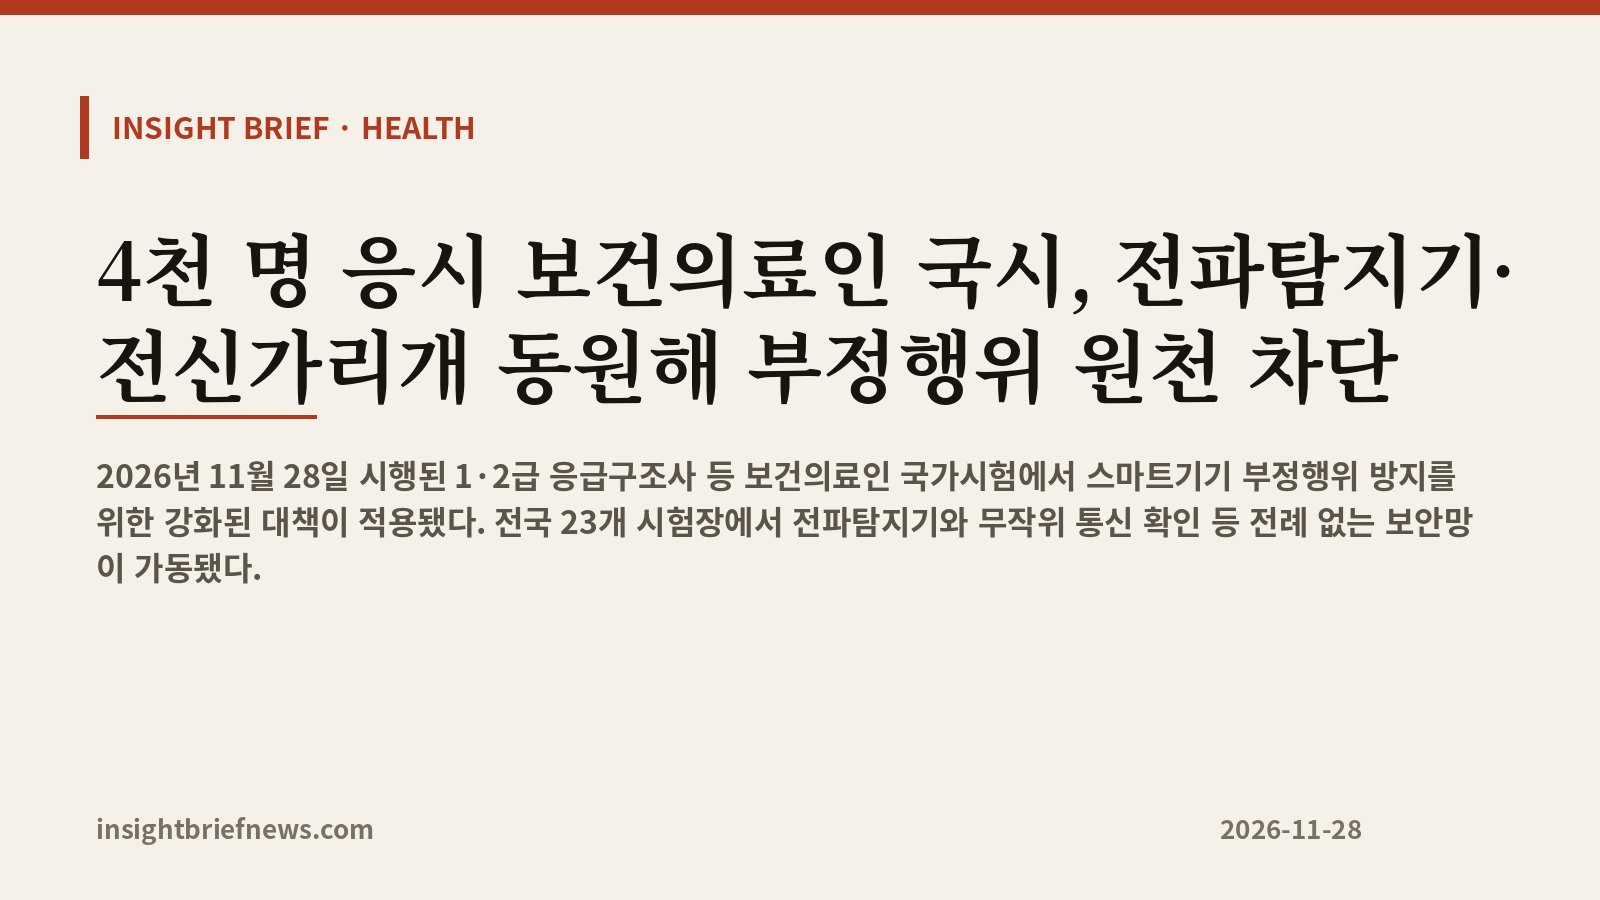 INSIGHT BRIEF · HEALTH
4천 명 응시 보건의료인 국시, 전파탐지기·
전신가리개 동원해 부정행위 원천 차단
2026년 11월 28일 시행된 1·2급 응급구조사 등 보건의료인 국가시험에서 스마트기기 부정행위 방지를
위한 강화된 대책이 적용됐다. 전국 23개 시험장에서 전파탐지기와 무작위 통신 확인 등 전례 없는 보안망
이 가동됐다.
insightbriefnews.com
2026-11-28